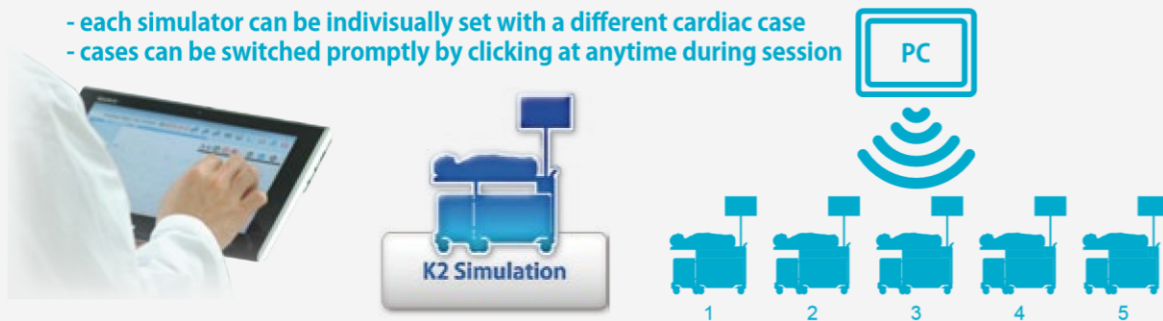 - each simulator can be indivisually set with a different cardiac case
- cases can be switched promptly by clicking at anytime during session
PC
K2 Simulation
1 2 3 4 5